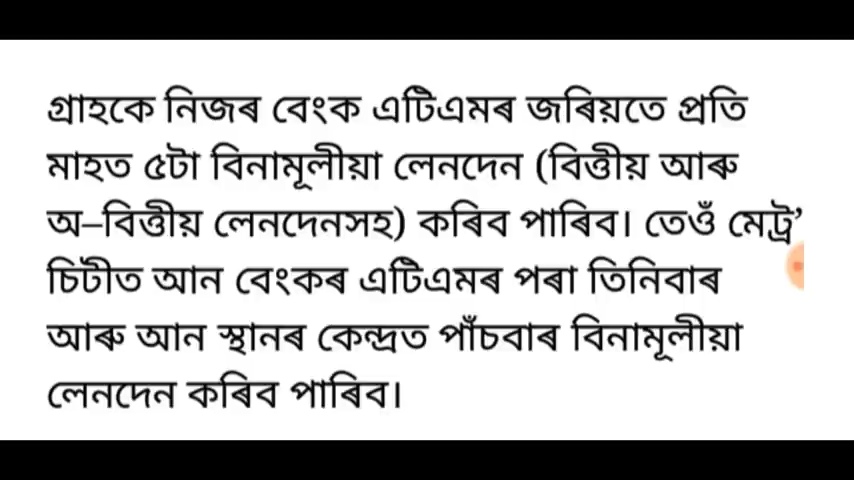 গ্ৰাহকে নিজৰ বেংক এটিএমৰ জৰিয়তে প্ৰতি
মাহত ৫টা বিনামূলীয়া লেনদেন (বিত্তীয় আৰু
অ–বিত্তীয় লেনদেনসহ) কৰিব পাৰিব। তেওঁ মেট্ৰ’
চিটীত আন বেংকৰ এটিএমৰ পৰা তিনিবাৰ
আৰু আন স্থানৰ কেন্দ্ৰত পাঁচবাৰ বিনামূলীয়া
লেনদেন কৰিব পাৰিব।